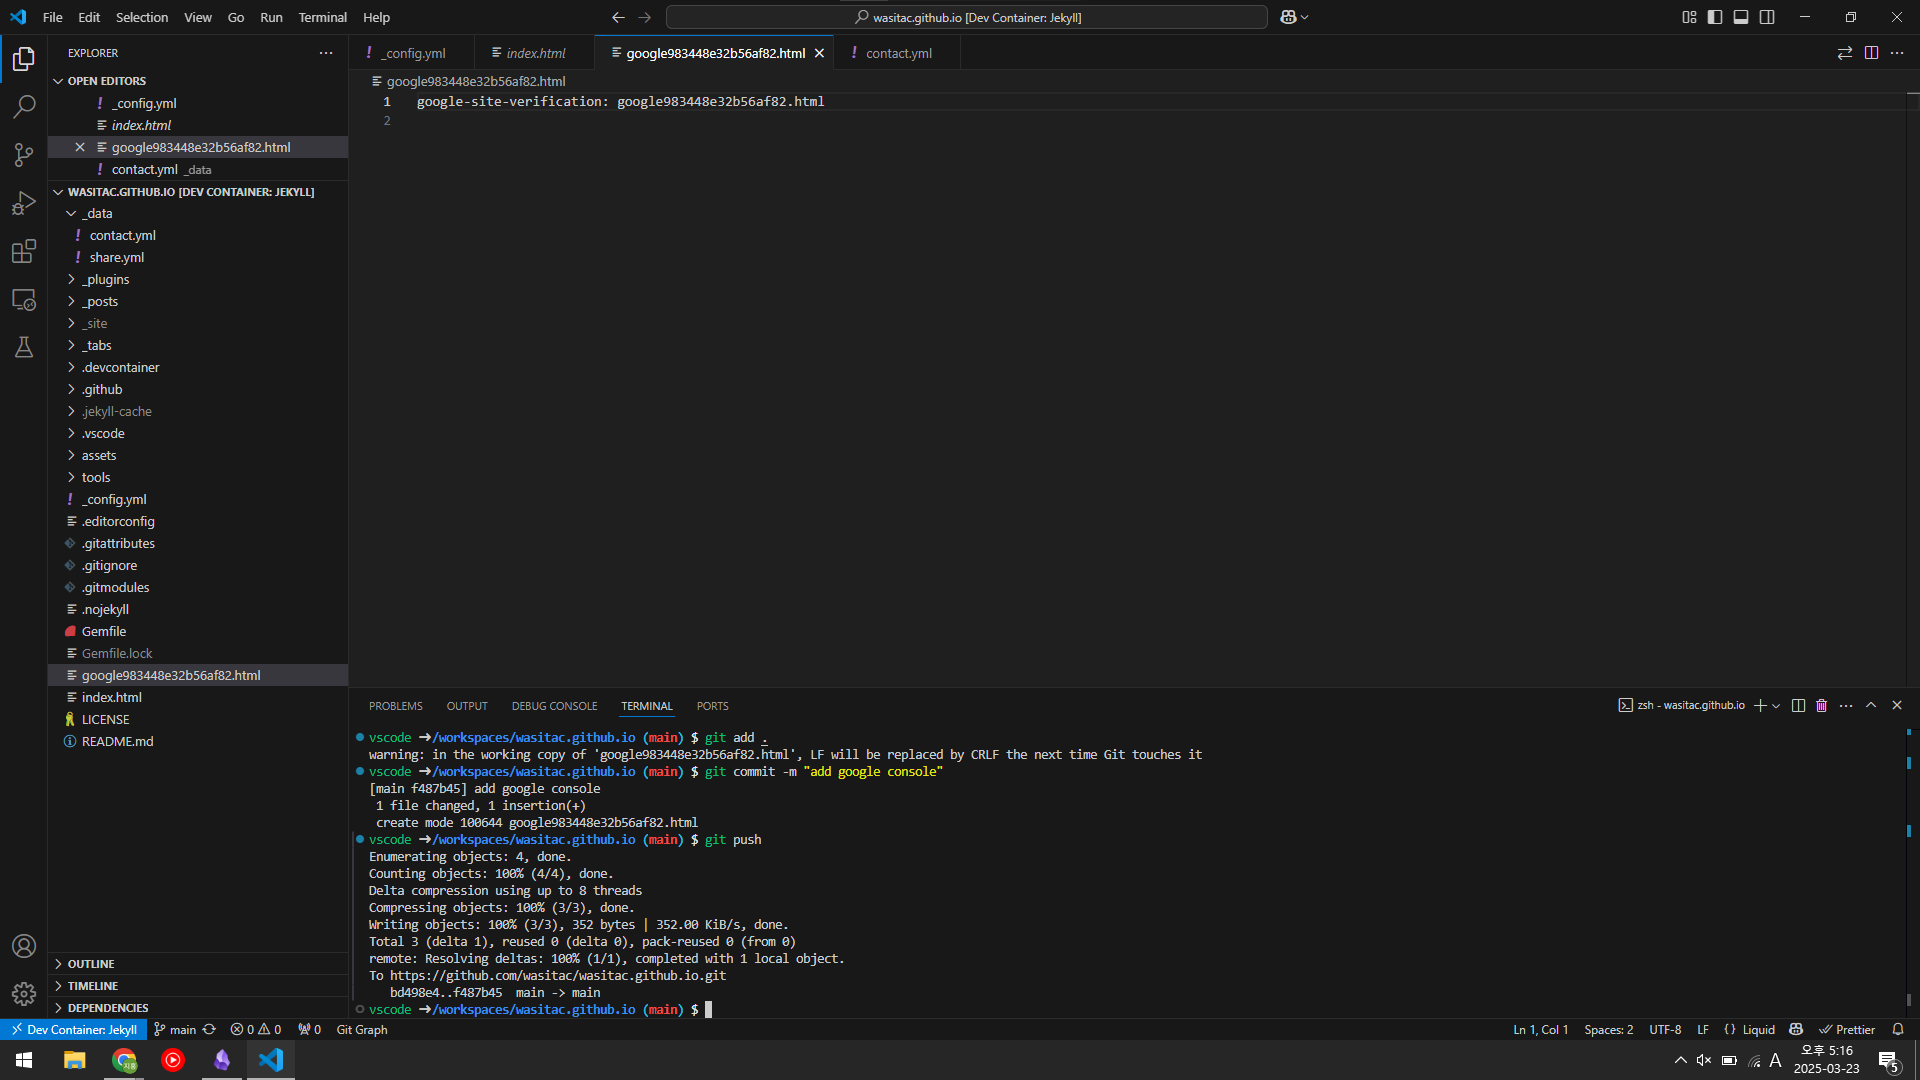 File Edit Selection View Go Run Terminal Help
wasitac.github.io [Dev Container: Jekyll]
EXPLORER
OPEN EDITORS
_config.yml
index.html
google983448e32b56af82.html
contact.yml _data
WASITAC.GITHUB.IO [DEV CONTAINER: JEKYLL]
_data
contact.yml
share.yml
_plugins
_posts
_site
_tabs
.devcontainer
.github
.jekyll-cache
.vscode
assets
tools
_config.yml
.editorconfig
.gitattributes
.gitignore
.gitmodules
.nojekyll
Gemfile
Gemfile.lock
google983448e32b56af82.html
index.html
LICENSE
README.md
OUTLINE
TIMELINE
DEPENDENCIES
_config.yml index.html google983448e32b56af82.html contact.yml
google983448e32b56af82.html
1 google-site-verification: google983448e32b56af82.html
2
PROBLEMS OUTPUT DEBUG CONSOLE TERMINAL PORTS
zsh - wasitac.github.io
vscode ➜/workspaces/wasitac.github.io (main) $ git add .
warning: in the working copy of 'google983448e32b56af82.html', LF will be replaced by CRLF the next time Git touches it
vscode ➜/workspaces/wasitac.github.io (main) $ git commit -m "add google console"
[main f487b45] add google console
1 file changed, 1 insertion(+)
create mode 100644 google983448e32b56af82.html
vscode ➜/workspaces/wasitac.github.io (main) $ git push
Enumerating objects: 4, done.
Counting objects: 100% (4/4), done.
Delta compression using up to 8 threads
Compressing objects: 100% (3/3), done.
Writing objects: 100% (3/3), 352 bytes | 352.00 KiB/s, done.
Total 3 (delta 1), reused 0 (delta 0), pack-reused 0 (from 0)
remote: Resolving deltas: 100% (1/1), completed with 1 local object.
To https://github.com/wasitac/wasitac.github.io.git
bd498e4..f487b45 main -> main
vscode ➜/workspaces/wasitac.github.io (main) $
Dev Container: Jekyll main 0 0 0 Git Graph
Ln 1, Col 1 Spaces: 2 UTF-8 LF {} Liquid Prettier
A
오후 5:16
2025-03-23
5